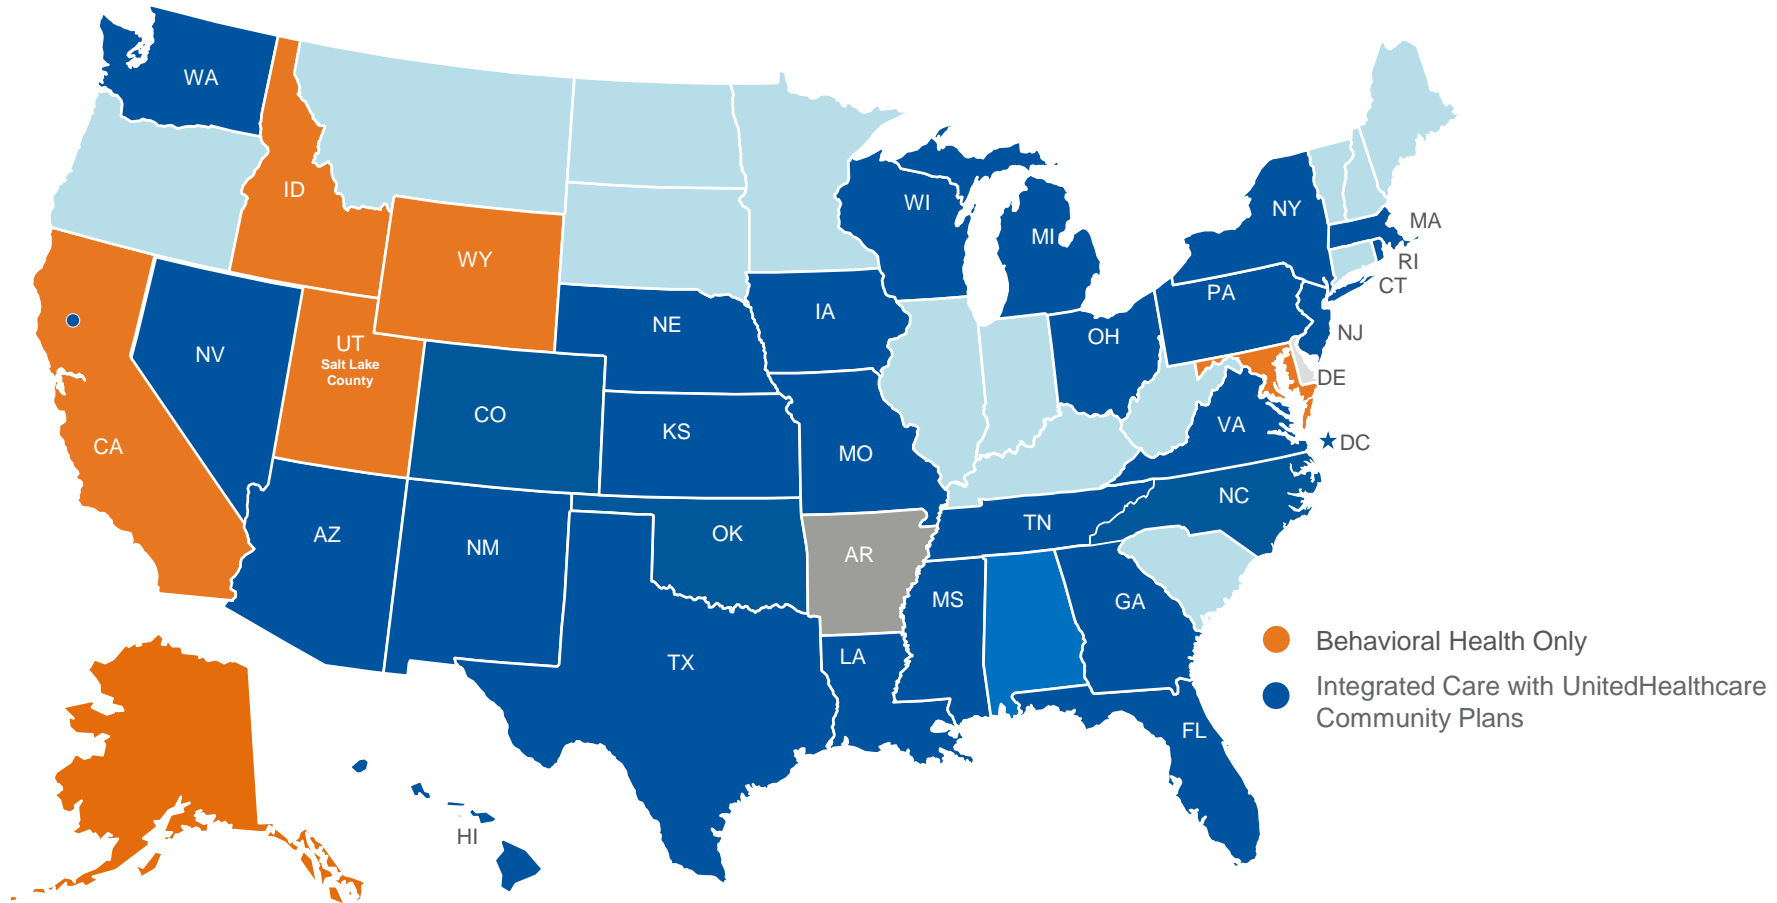 WA
ID
WY
NV
UT
Salt Lake
County
CA
CO
AZ
NM
NE
KS
OK
TX
IA
MO
AR
LA
WI
MI
OH
TN
MS
GA
FL
NY
PA
VA
NC
MA
RI
CT
NJ
DE
DC
HI
Behavioral Health Only
Integrated Care with UnitedHealthcare
Community Plans